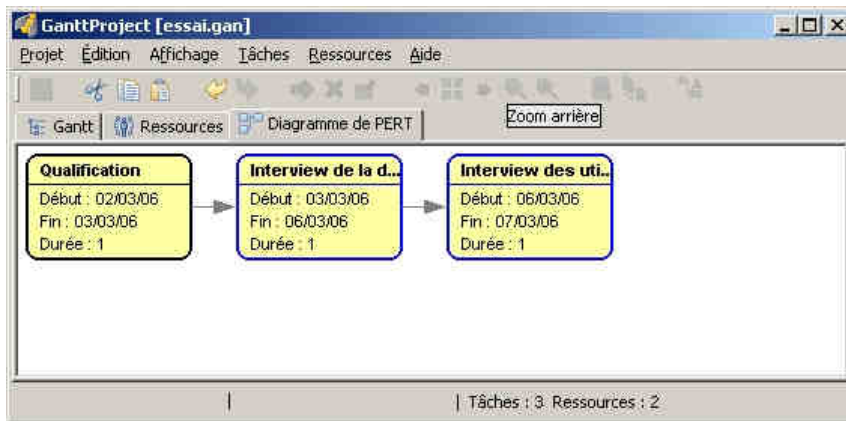 GanttProject [essai.gan]
Projet Édition Affichage Tâches Ressources Aide
Gantt Ressources Diagramme de PERT Zoom arrière
Qualification
Début : 02/03/06
Fin : 03/03/06
Durée : 1
Interview de la d...
Début : 03/03/06
Fin : 06/03/06
Durée : 1
Interview des uti...
Début : 06/03/06
Fin : 07/03/06
Durée : 1
Tâches : 3 Ressources : 2